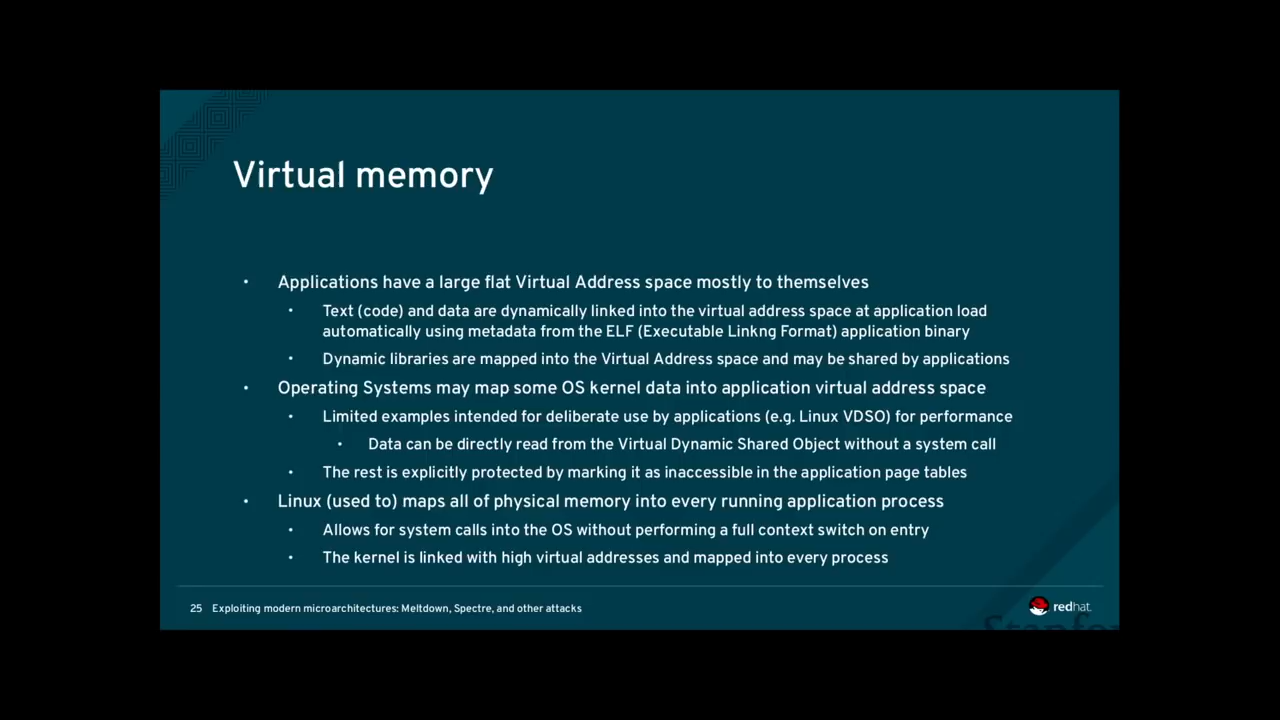 Virtual memory
• Applications have a large flat Virtual Address space mostly to themselves
• Text (code) and data are dynamically linked into the virtual address space at application load
automatically using metadata from the ELF (Executable Linkng Format) application binary
• Dynamic libraries are mapped into the Virtual Address space and may be shared by applications
• Operating Systems may map some OS kernel data into application virtual address space
• Limited examples intended for deliberate use by applications (e.g. Linux VDSO) for performance
• Data can be directly read from the Virtual Dynamic Shared Object without a system call
• The rest is explicitly protected by marking it as inaccessible in the application page tables
• Linux (used to) maps all of physical memory into every running application process
• Allows for system calls into the OS without performing a full context switch on entry
• The kernel is linked with high virtual addresses and mapped into every process
25 Exploiting modern microarchitectures: Meltdown, Spectre, and other attacks
redhat.